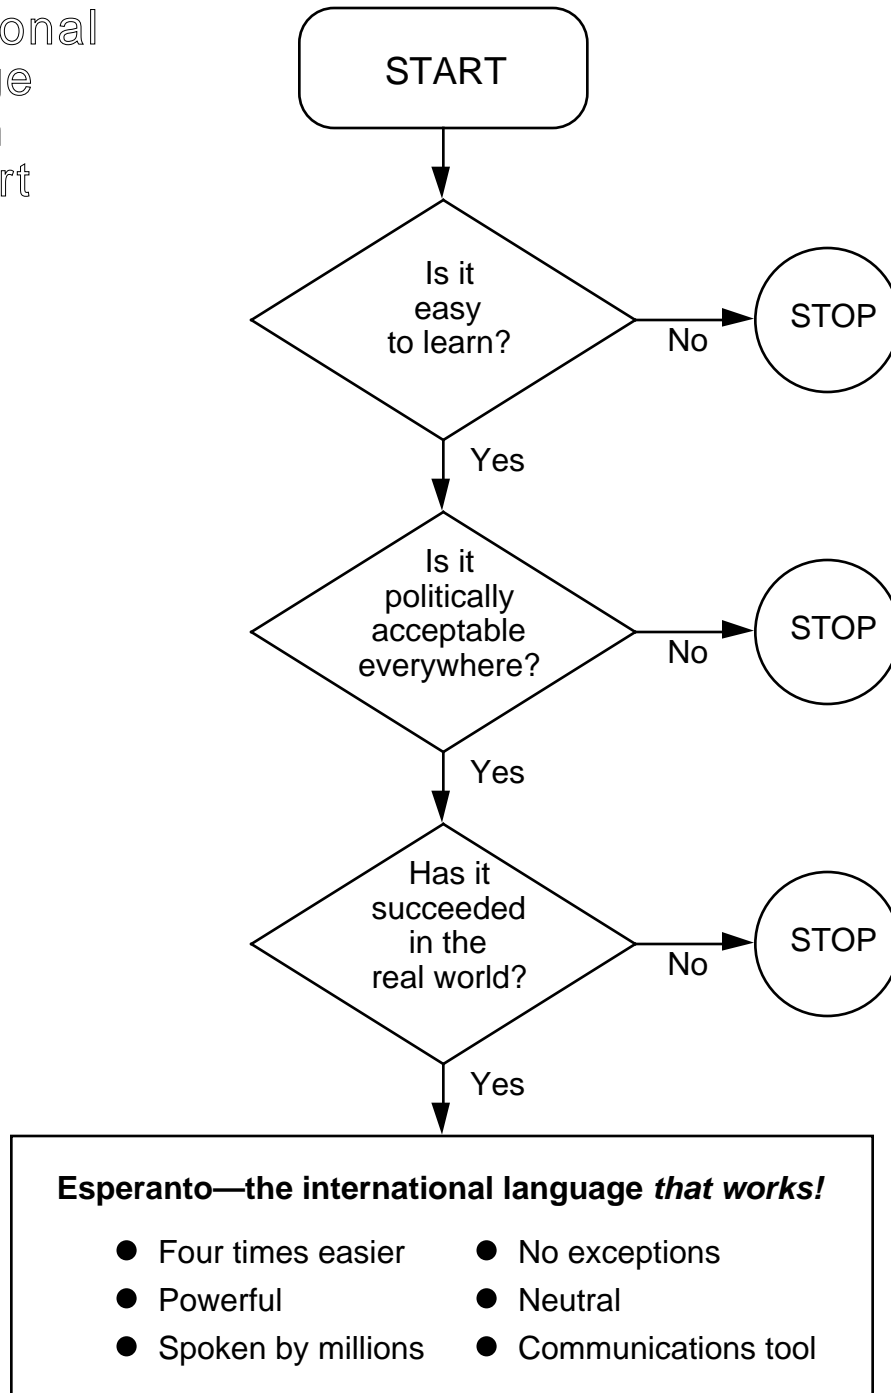 START
Is it
easy
to learn?
No
STOP
Yes
Is it
politically
acceptable
everywhere?
No
STOP
Yes
Has it
succeeded
in the
real world?
No
STOP
Yes
Esperanto—the international language that works!
● Four times easier
● No exceptions
● Powerful
● Neutral
● Spoken by millions
● Communications tool